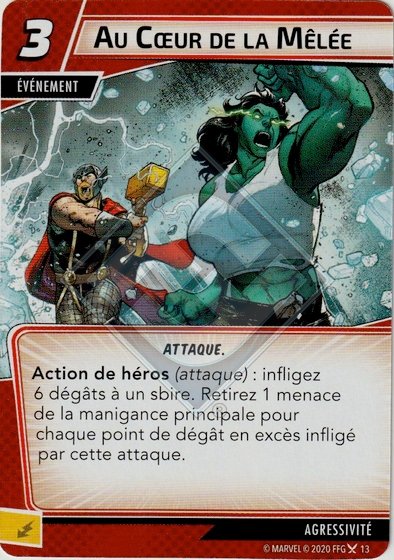 3
Au Cœur de la Mêlée
ÉVÉNEMENT
ATTAQUE.
Action de héros (attaque) : infligez
6 dégâts à un sbire. Retirez 1 menace
de la manigance principale pour
chaque point de dégât en excès infligé
par cette attaque.
AGRESSIVITÉ
© MARVEL © 2020 FFG 13